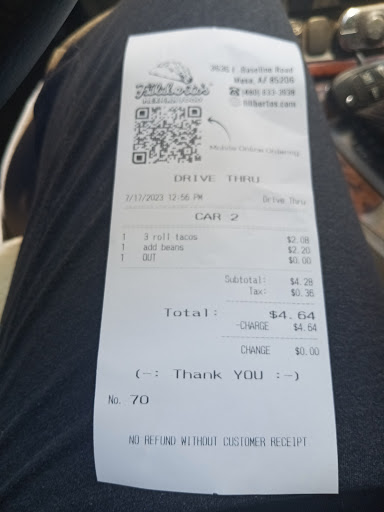 3636 E. Baseline Road
Mesa, AZ 85206
filibertos.com
Filiberto's
MEXICAN FOOD
Mobile Online Ordering
DRIVE THRU
7/17/2023 12:56 PM Drive Thru
CAR 2
1 3 roll tacos $2.08
1 add beans $2.20
1 OUT $0.00
Subtotal: $4.28
Tax: $0.36
Total: $4.64
-CHARGE $4.64
CHANGE $0.00
(-: Thank YOU :-)
No. 70
NO REFUND WITHOUT CUSTOMER RECEIPT